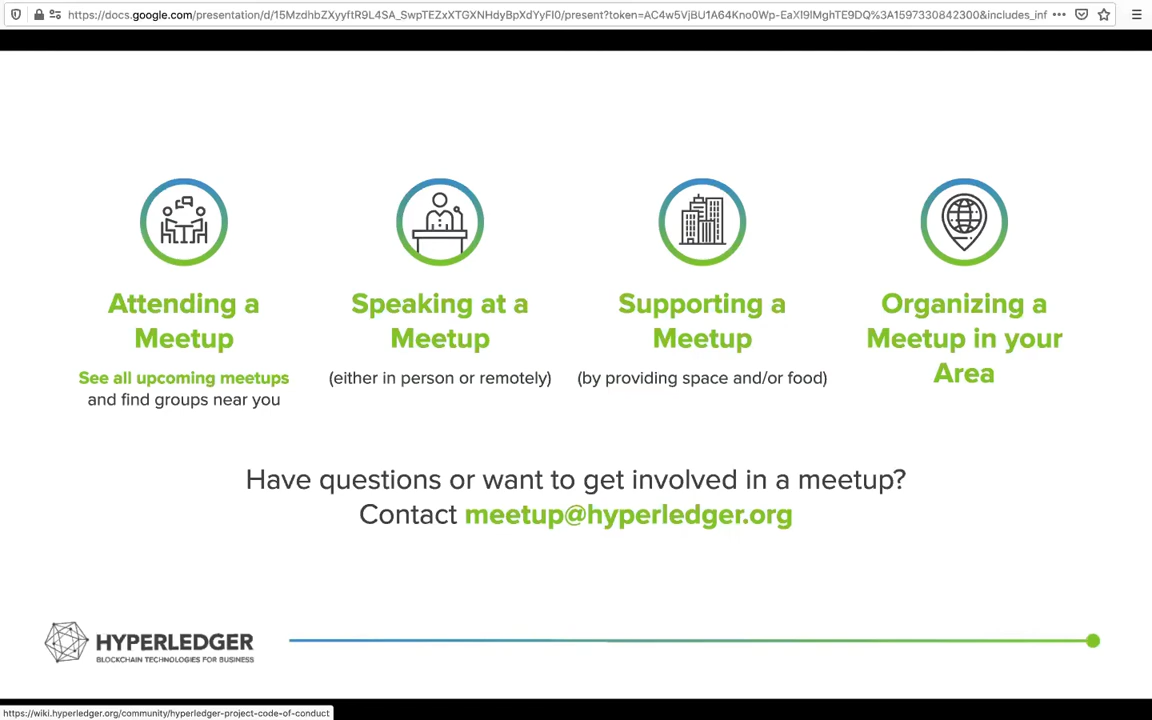 https://docs.google.com/presentation/d/15MzdhbZXyyftR9L4SA_SwpTEZxXTGXNHdyBpXdYyFI0/present?token=AC4w5VjBU1A64Kno0Wp-EaXI9IMghTE9DQ%3A1597330842300&includes_inf
Attending a
Meetup
See all upcoming meetups
and find groups near you
Speaking at a
Meetup
(either in person or remotely)
Supporting a
Meetup
(by providing space and/or food)
Organizing a
Meetup in your
Area
Have questions or want to get involved in a meetup?
Contact meetup@hyperledger.org
HYPERLEDGER
BLOCKCHAIN TECHNOLOGIES FOR BUSINESS
https://wiki.hyperledger.org/community/hyperledger-project-code-of-conduct